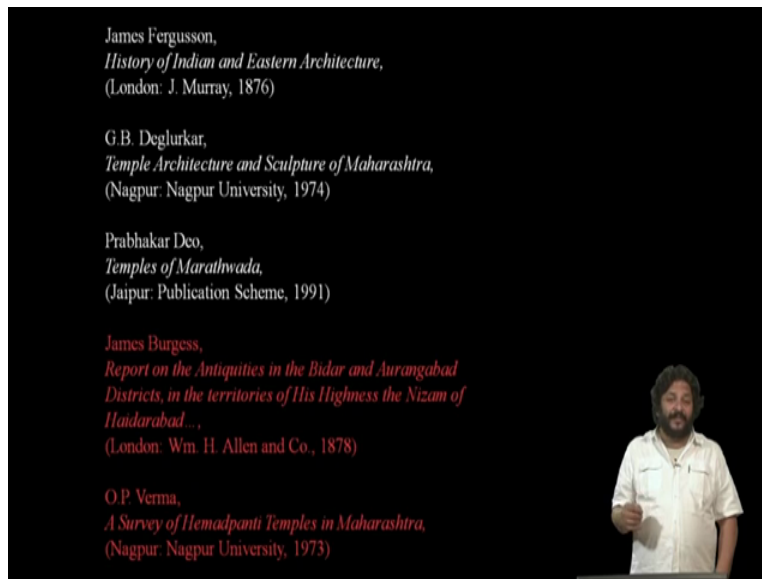 James Fergusson,
History of Indian and Eastern Architecture,
(London: J. Murray, 1876)
G.B. Deglurkar,
Temple Architecture and Sculpture of Maharashtra,
(Nagpur: Nagpur University, 1974)
Prabhakar Deo,
Temples of Marathwada,
(Jaipur: Publication Scheme, 1991)
James Burgess,
Report on the Antiquities in the Bidar and Aurangabad
Districts, in the territories of His Highness the Nizam of
Haidarabad...,
(London: Wm. H. Allen and Co., 1878)
O.P. Verma,
A Survey of Hemadpanti Temples in Maharashtra,
(Nagpur: Nagpur University, 1973)